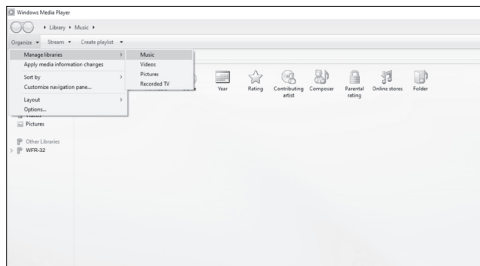 Windows Media Player
Library Music
Organize Stream Create playlist
Manage libraries
Apply media information changes
Sort by
Customize navigation pane...
Layout
Options...
Music
Videos
Pictures
Recorded TV
Year
Rating
Contributing artist
Composer
Parental rating
Online stores
Folder
Pictures
Other Libraries
WFR-32